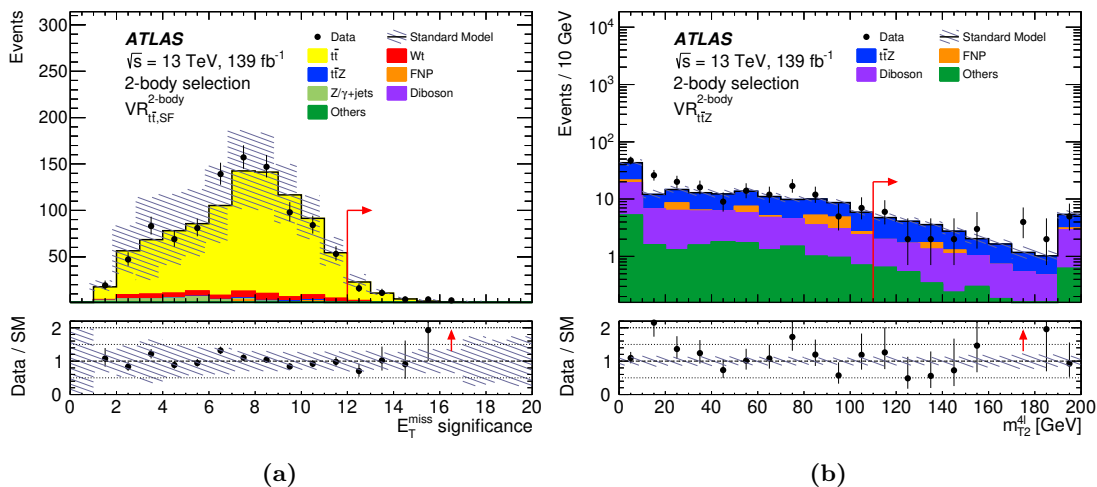 Events
300
250
200
150
100
50
ATLAS
√s = 13 TeV, 139 fb⁻¹
2-body selection
VR^{2-body}_{tt̄,SF}
Data
Standard Model
tt̄
Wt
tt̄Z
FNP
Z/γ+jets
Diboson
Others
Data / SM
2
1
0
0 2 4 6 8 10 12 14 16 18 20
E_T^{miss} significance
(a)
Events / 10 GeV
10⁴
10³
10²
10
1
ATLAS
√s = 13 TeV, 139 fb⁻¹
2-body selection
VR^{2-body}_{tt̄Z}
Data
Standard Model
tt̄Z
FNP
Diboson
Others
Data / SM
2
1
0
0 20 40 60 80 100 120 140 160 180 200
m_{T2}^{4l} [GeV]
(b)